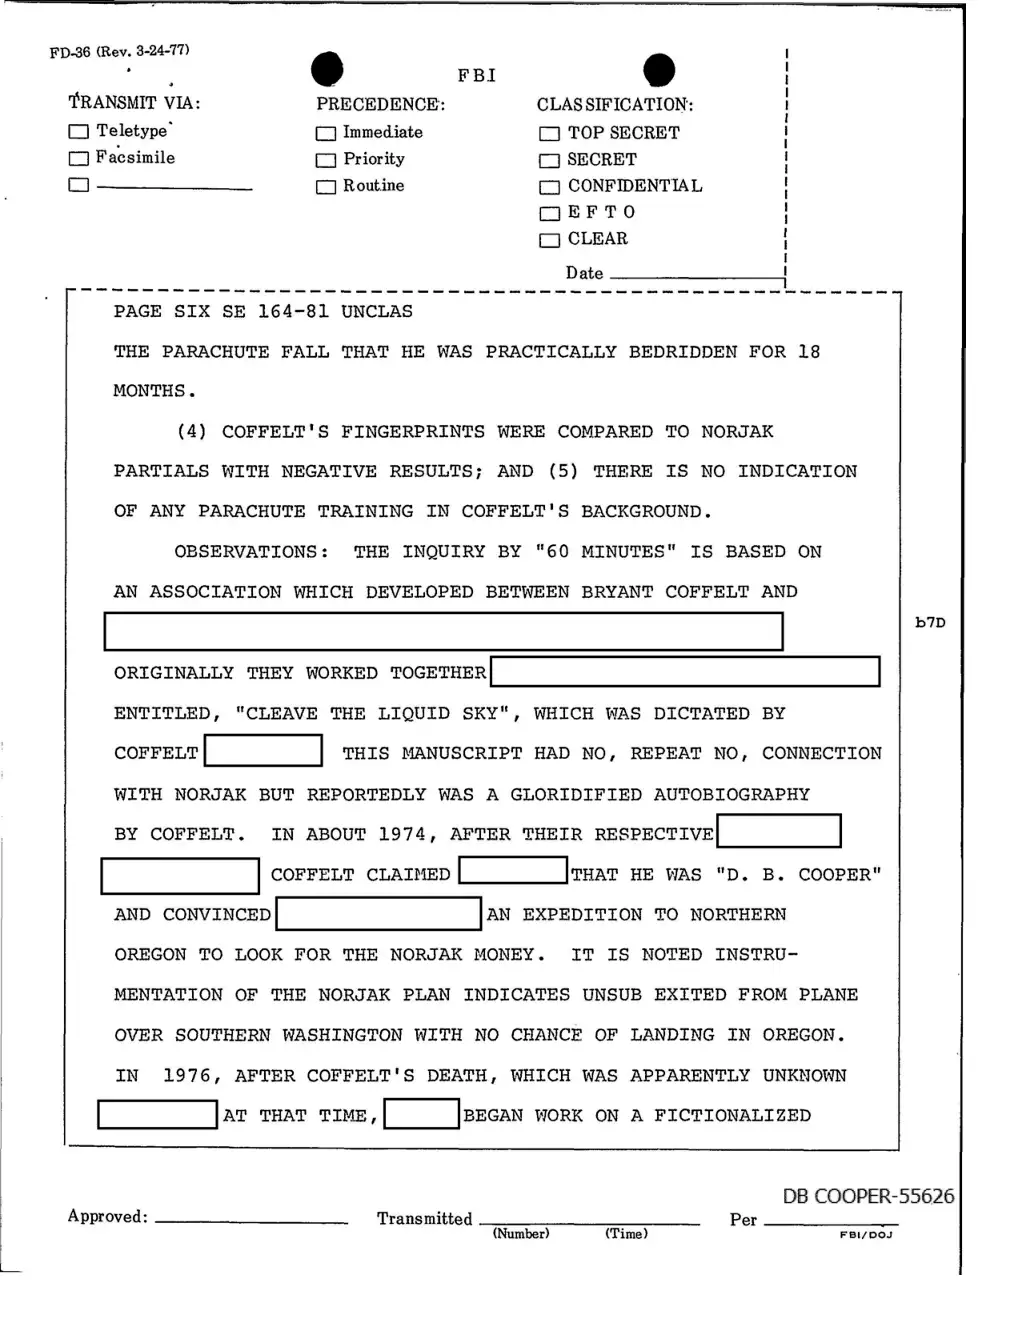 FD-36 (Rev. 3-24-77)
FBI
TRANSMIT VIA: PRECEDENCE: CLASSIFICATION:
Teletype Immediate TOP SECRET
Facsimile Priority SECRET
Routine CONFIDENTIAL
E F T O
CLEAR
Date
PAGE SIX SE 164-81 UNCLAS
THE PARACHUTE FALL THAT HE WAS PRACTICALLY BEDRIDDEN FOR 18
MONTHS.
(4) COFFELT'S FINGERPRINTS WERE COMPARED TO NORJAK
PARTIALS WITH NEGATIVE RESULTS; AND (5) THERE IS NO INDICATION
OF ANY PARACHUTE TRAINING IN COFFELT'S BACKGROUND.
OBSERVATIONS: THE INQUIRY BY "60 MINUTES" IS BASED ON
AN ASSOCIATION WHICH DEVELOPED BETWEEN BRYANT COFFELT AND
b7D
ORIGINALLY THEY WORKED TOGETHER
ENTITLED, "CLEAVE THE LIQUID SKY", WHICH WAS DICTATED BY
COFFELT THIS MANUSCRIPT HAD NO, REPEAT NO, CONNECTION
WITH NORJAK BUT REPORTEDLY WAS A GLORIDIFIED AUTOBIOGRAPHY
BY COFFELT. IN ABOUT 1974, AFTER THEIR RESPECTIVE
COFFELT CLAIMED THAT HE WAS "D. B. COOPER"
AND CONVINCED AN EXPEDITION TO NORTHERN
OREGON TO LOOK FOR THE NORJAK MONEY. IT IS NOTED INSTRU-
MENTATION OF THE NORJAK PLAN INDICATES UNSUB EXITED FROM PLANE
OVER SOUTHERN WASHINGTON WITH NO CHANCE OF LANDING IN OREGON.
IN 1976, AFTER COFFELT'S DEATH, WHICH WAS APPARENTLY UNKNOWN
AT THAT TIME, BEGAN WORK ON A FICTIONALIZED
DB COOPER-55626
Approved: Transmitted Per
(Number) (Time) FBI/DOJ